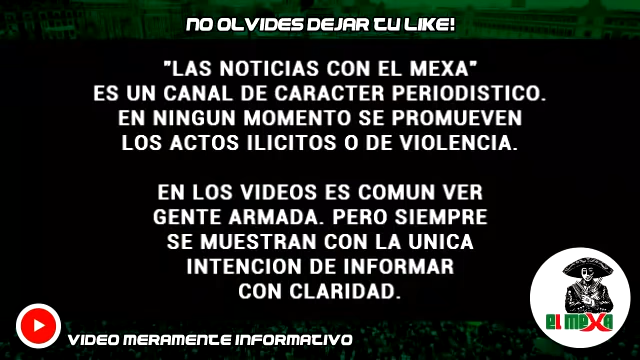 NO OLVIDES DEJAR TU LIKE!
"LAS NOTICIAS CON EL MEXA"
ES UN CANAL DE CARACTER PERIODISTICO.
EN NINGUN MOMENTO SE PROMUEVEN
LOS ACTOS ILICITOS O DE VIOLENCIA.
EN LOS VIDEOS ES COMUN VER
GENTE ARMADA. PERO SIEMPRE
SE MUESTRAN CON LA UNICA
INTENCION DE INFORMAR
CON CLARIDAD.
EL MEXA
VIDEO MERAMENTE INFORMATIVO